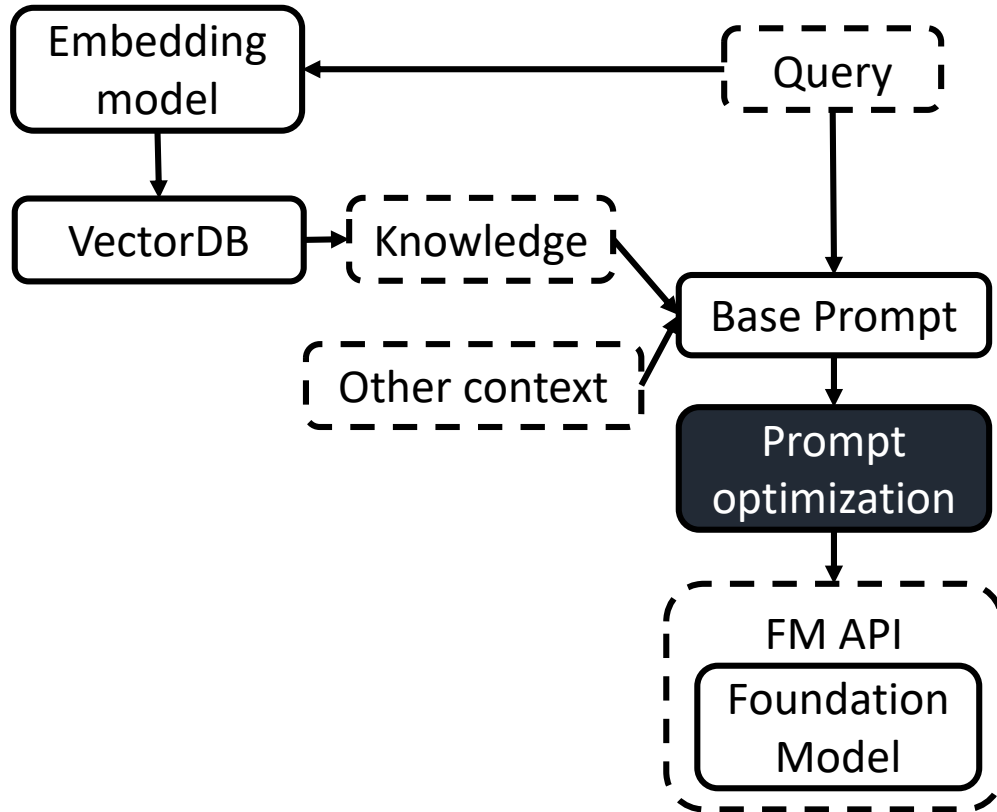 Embedding
model
Query
VectorDB
Knowledge
Base Prompt
Other context
Prompt
optimization
FM API
Foundation
Model